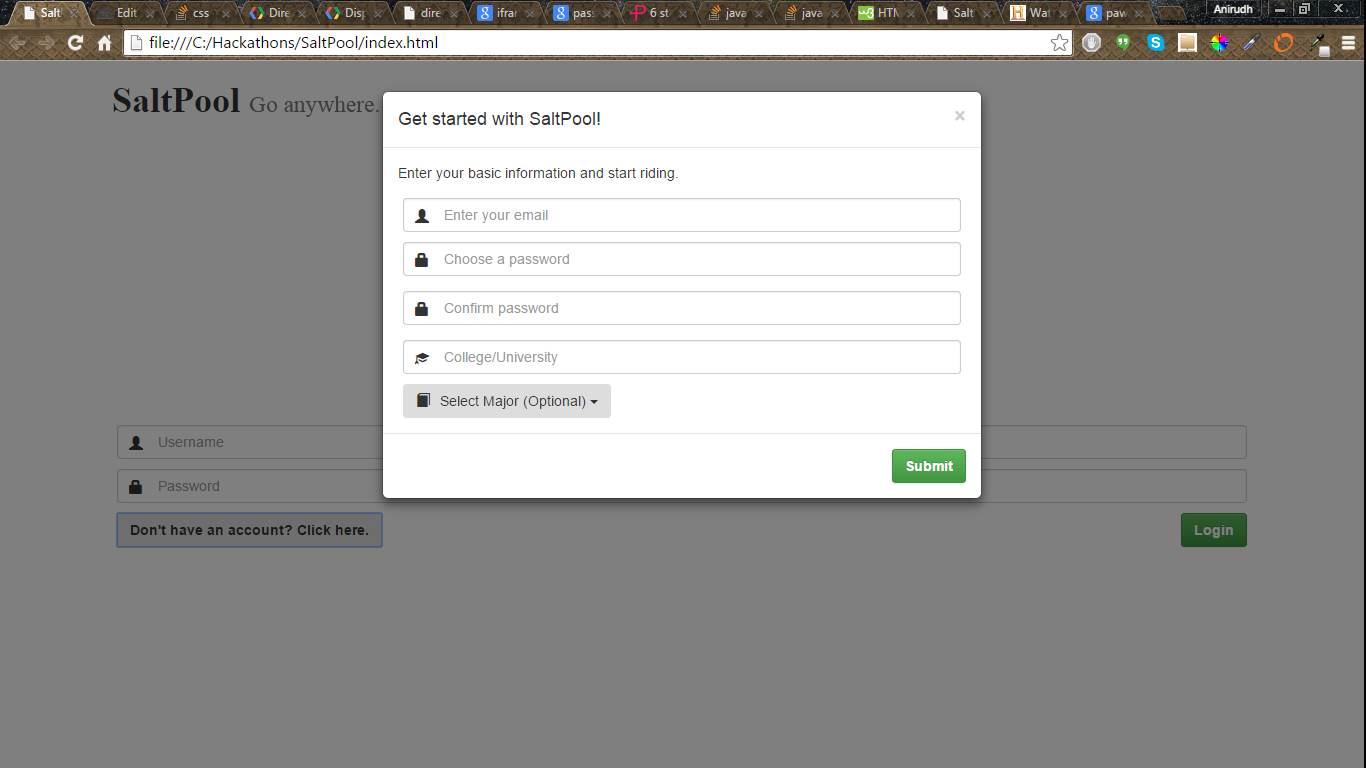 Salt Edit css Dire Disp dire ifra pas 6 st java java HTM Salt Wat paw Anirudh
file:///C:/Hackathons/SaltPool/index.html
SaltPool Go anywhere.
Get started with SaltPool! ×
Enter your basic information and start riding.
Enter your email
Choose a password
Confirm password
College/University
Select Major (Optional)
Username
Submit
Password
Don't have an account? Click here. Login